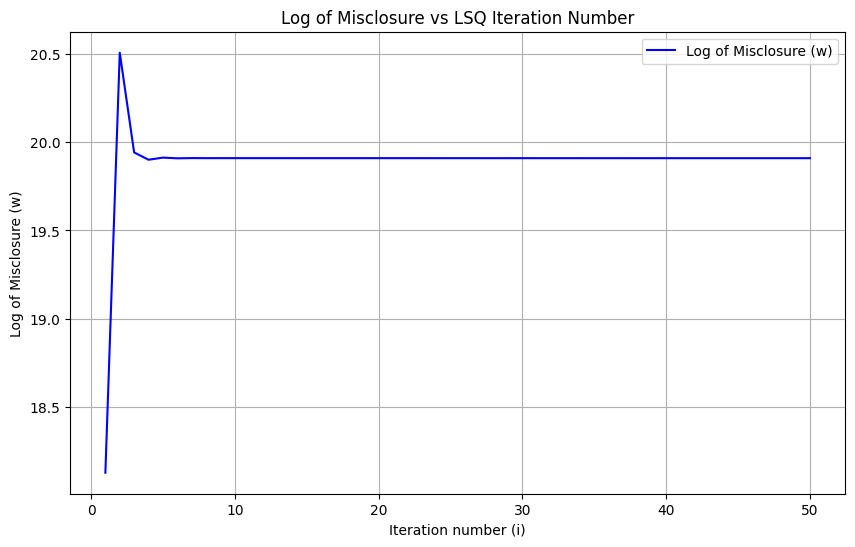 Log of Misclosure vs LSQ Iteration Number
Log of Misclosure (w)
20.5
20.0
19.5
19.0
18.5
Log of Misclosure (w)
0 10 20 30 40 50
Iteration number (i)